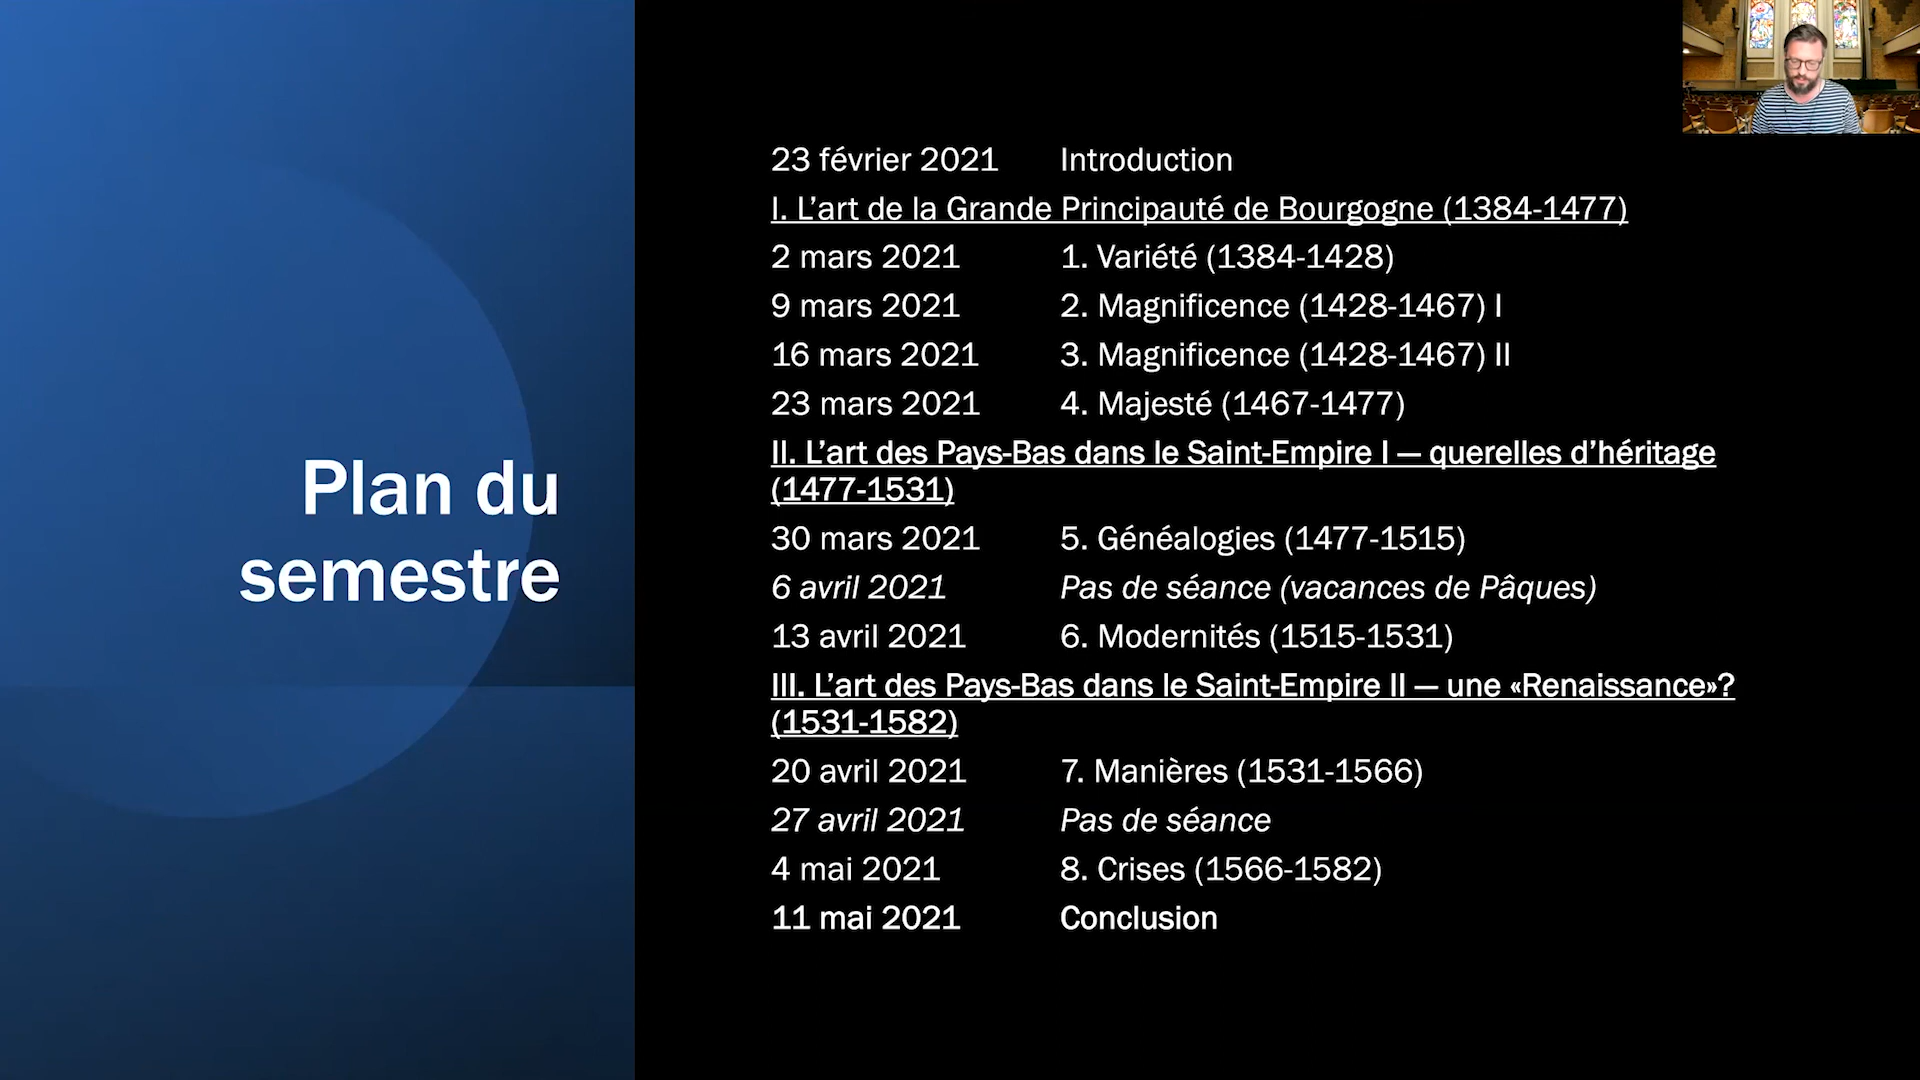 Plan du
semestre
23 février 2021 Introduction
I. L’art de la Grande Principauté de Bourgogne (1384-1477)
2 mars 2021 1. Variété (1384-1428)
9 mars 2021 2. Magnificence (1428-1467) I
16 mars 2021 3. Magnificence (1428-1467) II
23 mars 2021 4. Majesté (1467-1477)
II. L’art des Pays-Bas dans le Saint-Empire I — querelles d’héritage
(1477-1531)
30 mars 2021 5. Généalogies (1477-1515)
6 avril 2021 Pas de séance (vacances de Pâques)
13 avril 2021 6. Modernités (1515-1531)
III. L’art des Pays-Bas dans le Saint-Empire II — une «Renaissance»?
(1531-1582)
20 avril 2021 7. Manières (1531-1566)
27 avril 2021 Pas de séance
4 mai 2021 8. Crises (1566-1582)
11 mai 2021 Conclusion